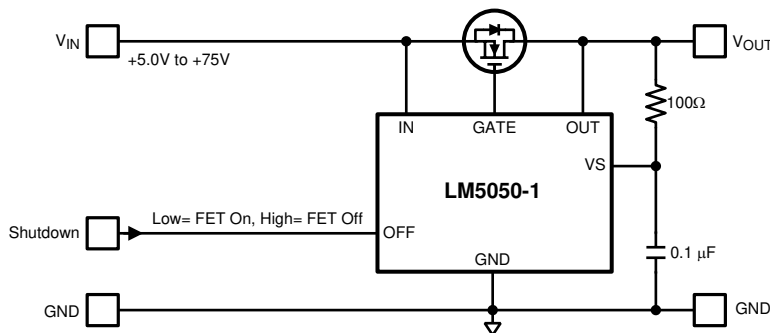 VIN
VOUT
+5.0V to +75V
100Ω
IN
GATE
OUT
VS
LM5050-1
Low= FET On, High= FET Off
Shutdown
OFF
GND
0.1 μF
GND
GND